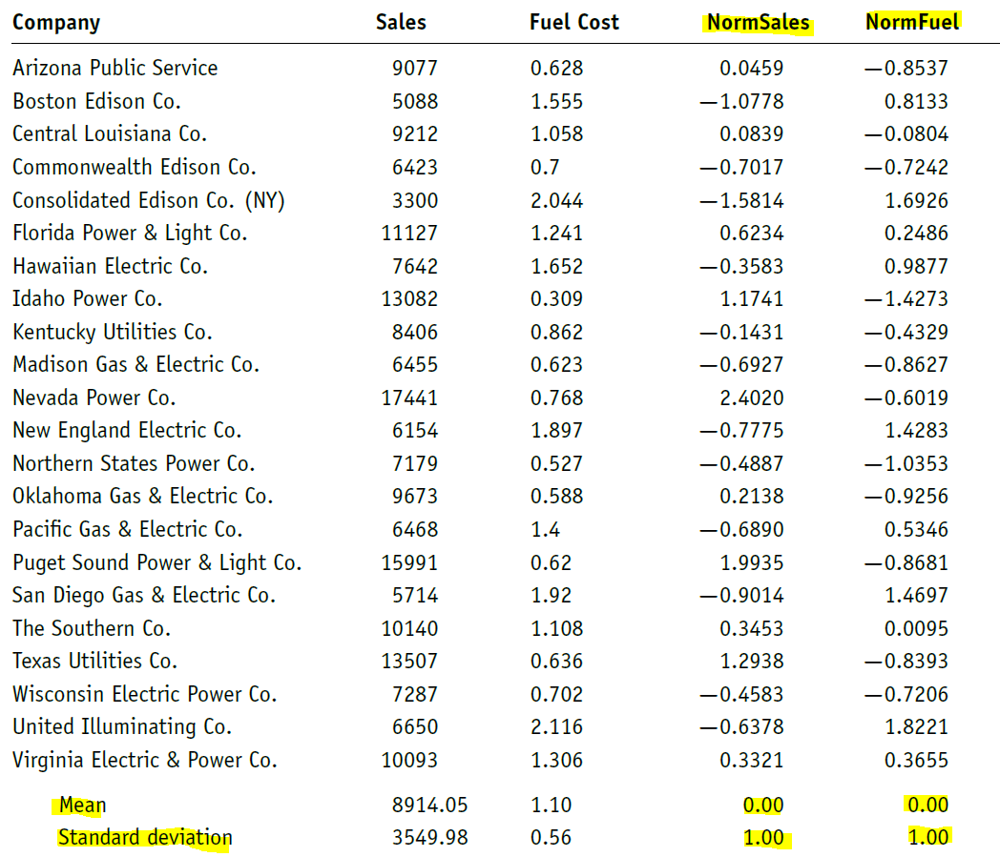 Company Sales Fuel Cost NormSales NormFuel
Arizona Public Service 9077 0.628 0.0459 —0.8537
Boston Edison Co. 5088 1.555 —1.0778 0.8133
Central Louisiana Co. 9212 1.058 0.0839 —0.0804
Commonwealth Edison Co. 6423 0.7 —0.7017 —0.7242
Consolidated Edison Co. (NY) 3300 2.044 —1.5814 1.6926
Florida Power & Light Co. 11127 1.241 0.6234 0.2486
Hawaiian Electric Co. 7642 1.652 —0.3583 0.9877
Idaho Power Co. 13082 0.309 1.1741 —1.4273
Kentucky Utilities Co. 8406 0.862 —0.1431 —0.4329
Madison Gas & Electric Co. 6455 0.623 —0.6927 —0.8627
Nevada Power Co. 17441 0.768 2.4020 —0.6019
New England Electric Co. 6154 1.897 —0.7775 1.4283
Northern States Power Co. 7179 0.527 —0.4887 —1.0353
Oklahoma Gas & Electric Co. 9673 0.588 0.2138 —0.9256
Pacific Gas & Electric Co. 6468 1.4 —0.6890 0.5346
Puget Sound Power & Light Co. 15991 0.62 1.9935 —0.8681
San Diego Gas & Electric Co. 5714 1.92 —0.9014 1.4697
The Southern Co. 10140 1.108 0.3453 0.0095
Texas Utilities Co. 13507 0.636 1.2938 —0.8393
Wisconsin Electric Power Co. 7287 0.702 —0.4583 —0.7206
United Illuminating Co. 6650 2.116 —0.6378 1.8221
Virginia Electric & Power Co. 10093 1.306 0.3321 0.3655
Mean 8914.05 1.10 0.00 0.00
Standard deviation 3549.98 0.56 1.00 1.00